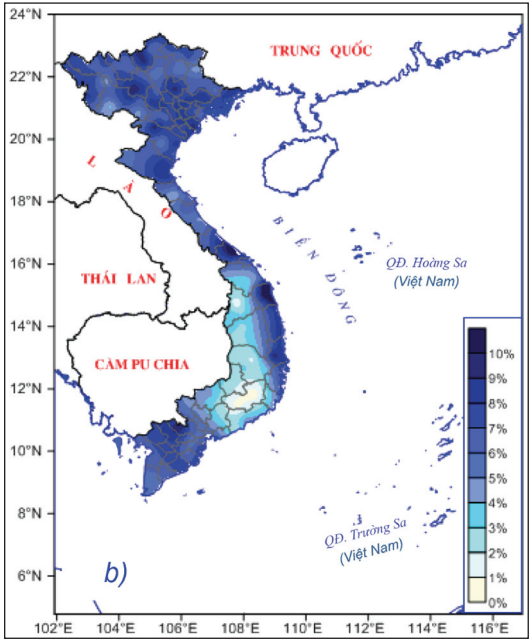 24°N
22°N
20°N
18°N
16°N
14°N
12°N
10°N
8°N
6°N
TRUNG QUỐC
LÀO
THÁI LAN
BIỂN ĐÔNG
QĐ. Hoàng Sa
(Việt Nam)
CĂM PU CHIA
QĐ. Trường Sa
(Việt Nam)
b)
10%
9%
8%
7%
6%
5%
4%
3%
2%
1%
0%
102°E 104°E 106°E 108°E 110°E 112°E 114°E 116°E